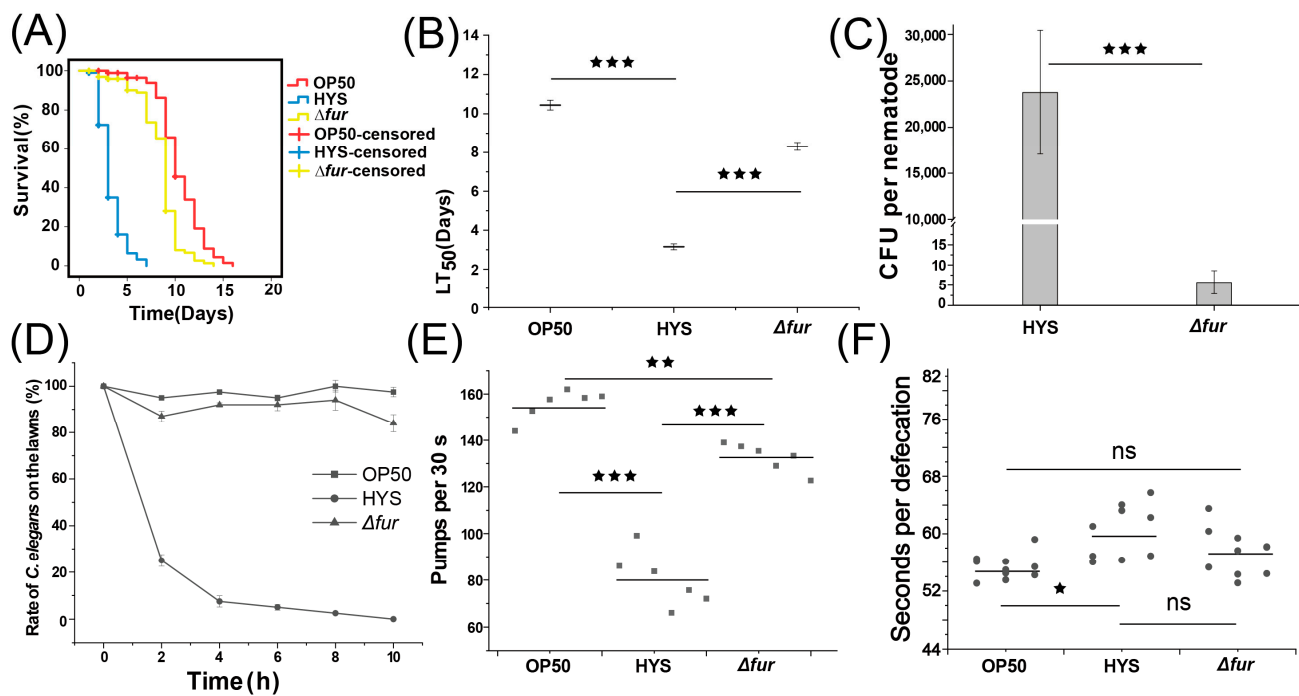 (A)
Survival(%)
100
80
60
40
20
0
0 5 10 15 20
Time(Days)
OP50
HYS
Δfur
OP50-censored
HYS-censored
Δfur-censored
(B)
LT50(Days)
14
12
10
8
6
4
2
0
★★★
★★★
OP50 HYS Δfur
(C)
CFU per nematode
30,000
25,000
20,000
15,000
10,000
15
10
5
0
★★★
HYS Δfur
(D)
Rate of C. elegans on the lawns (%)
100
80
60
40
20
0
0 2 4 6 8 10
Time (h)
OP50
HYS
Δfur
(E)
Pumps per 30 s
160
140
120
100
80
60
★★
★★★
★★★
OP50 HYS Δfur
(F)
Seconds per defecation
82
76
68
60
52
44
ns
★
ns
OP50 HYS Δfur